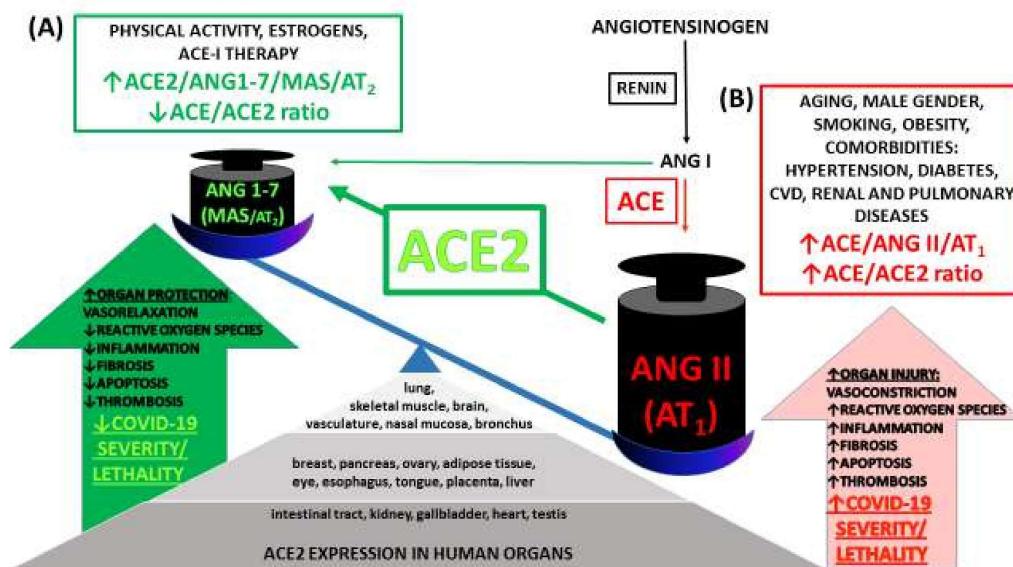 (A)
PHYSICAL ACTIVITY, ESTROGENS,
ACE-I THERAPY
↑ACE2/ANG1-7/MAS/AT₂
↓ACE/ACE2 ratio
ANGIOTENSINOGEN
RENIN
ANG I
ACE
ACE2
(B)
AGING, MALE GENDER,
SMOKING, OBESITY,
COMORBIDITIES:
HYPERTENSION, DIABETES,
CVD, RENAL AND PULMONARY
DISEASES
↑ACE/ANG II/AT₁
↑ACE/ACE2 ratio
ANG 1-7
(MAS/AT₂)
ANG II
(AT₁)
↑ORGAN PROTECTION
VASORELAXATION
↓REACTIVE OXYGEN SPECIES
↓INFLAMMATION
↓FIBROSIS
↓APOPTOSIS
↓THROMBOSIS
↓COVID-19
SEVERITY/
LETHALITY
lung,
skeletal muscle, brain,
vasculature, nasal mucosa, bronchus
breast, pancreas, ovary, adipose tissue,
eye, esophagus, tongue, placenta, liver
intestinal tract, kidney, gallbladder, heart, testis
ACE2 EXPRESSION IN HUMAN ORGANS
↑ORGAN INJURY:
VASOCONSTRICTION
↑REACTIVE OXYGEN SPECIES
↑INFLAMMATION
↑FIBROSIS
↑APOPTOSIS
↑THROMBOSIS
↑COVID-19
SEVERITY/
LETHALITY